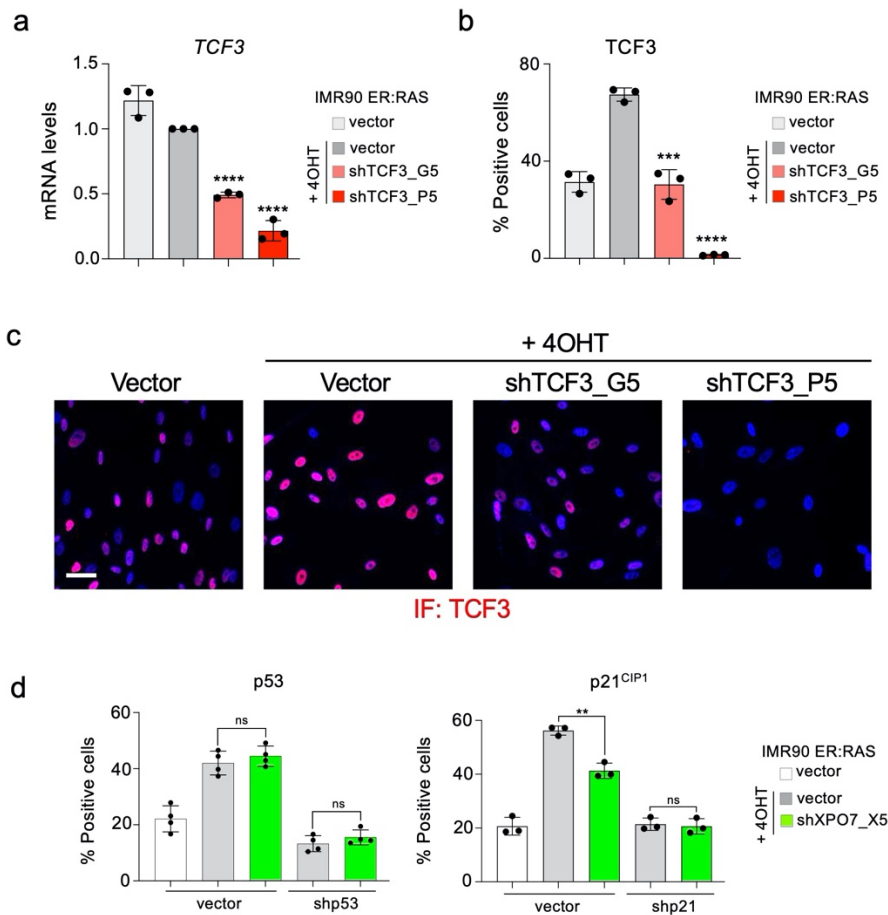 a
TCF3
mRNA levels
1.5
1.0
0.5
0.0
****
****
IMR90 ER:RAS
vector
+ 4OHT
vector
shTCF3_G5
shTCF3_P5
b
TCF3
% Positive cells
80
40
0
***
****
IMR90 ER:RAS
vector
+ 4OHT
vector
shTCF3_G5
shTCF3_P5
c
+ 4OHT
Vector
Vector
shTCF3_G5
shTCF3_P5
IF: TCF3
d
p53
% Positive cells
60
40
20
0
ns
ns
vector
shp53
p21CIP1
% Positive cells
60
40
20
0
**
ns
vector
shp21
IMR90 ER:RAS
vector
+ 4OHT
vector
shXPO7_X5